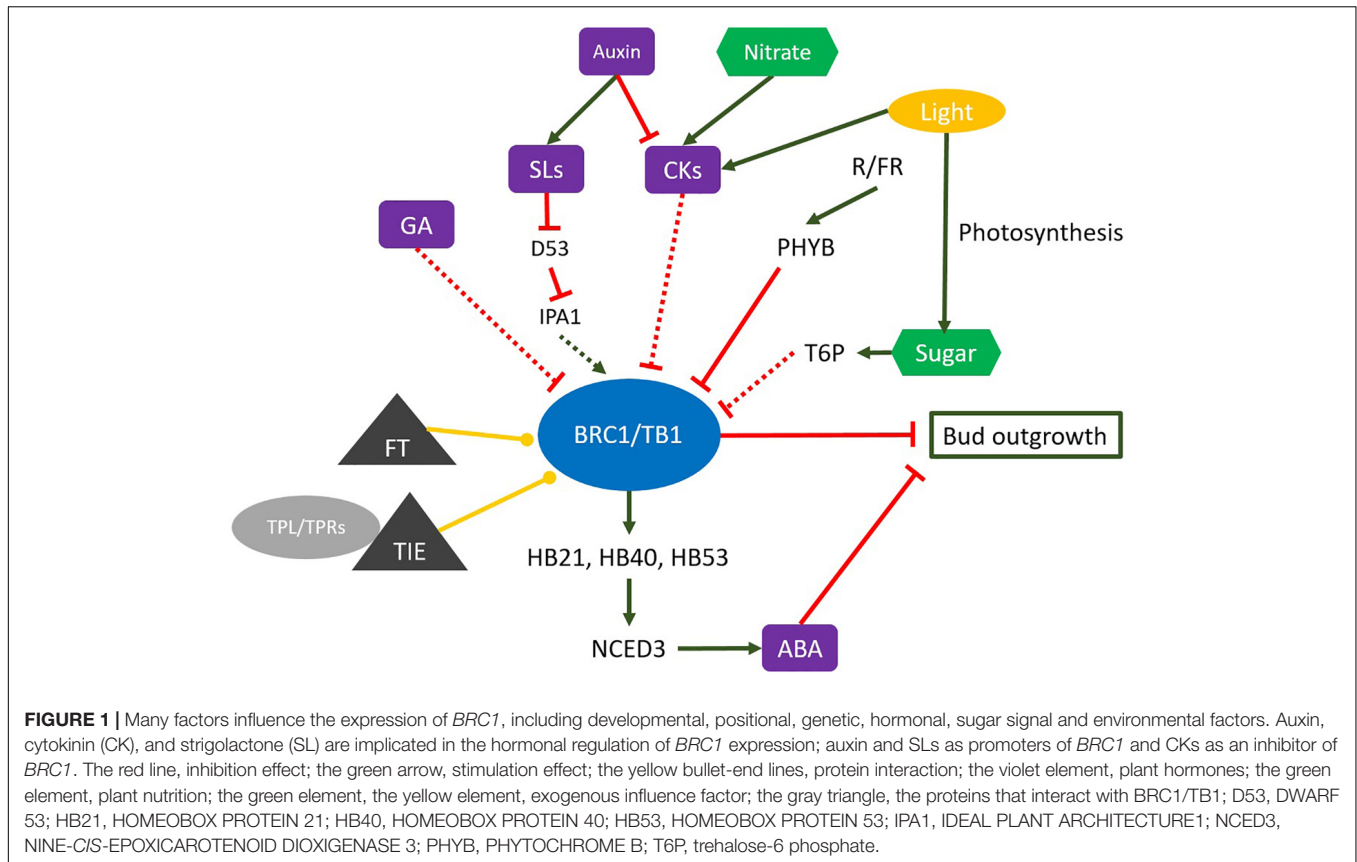 Auxin
Nitrate
Light
SLs
CKs
R/FR
GA
D53
PHYB
Photosynthesis
IPA1
T6P
Sugar
BRC1/TB1
Bud outgrowth
FT
TPL/TPRs
TIE
HB21, HB40, HB53
NCED3
ABA
FIGURE 1 | Many factors influence the expression of BRC1, including developmental, positional, genetic, hormonal, sugar signal and environmental factors. Auxin,
cytokinin (CK), and strigolactone (SL) are implicated in the hormonal regulation of BRC1 expression; auxin and SLs as promoters of BRC1 and CKs as an inhibitor of
BRC1. The red line, inhibition effect; the green arrow, stimulation effect; the yellow bullet-end lines, protein interaction; the violet element, plant hormones; the green
element, plant nutrition; the green element, the yellow element, exogenous influence factor; the gray triangle, the proteins that interact with BRC1/TB1; D53, DWARF
53; HB21, HOMEOBOX PROTEIN 21; HB40, HOMEOBOX PROTEIN 40; HB53, HOMEOBOX PROTEIN 53; IPA1, IDEAL PLANT ARCHITECTURE1; NCED3,
NINE-CIS-EPOXICAROTENOID DIOXIGENASE 3; PHYB, PHYTOCHROME B; T6P, trehalose-6 phosphate.